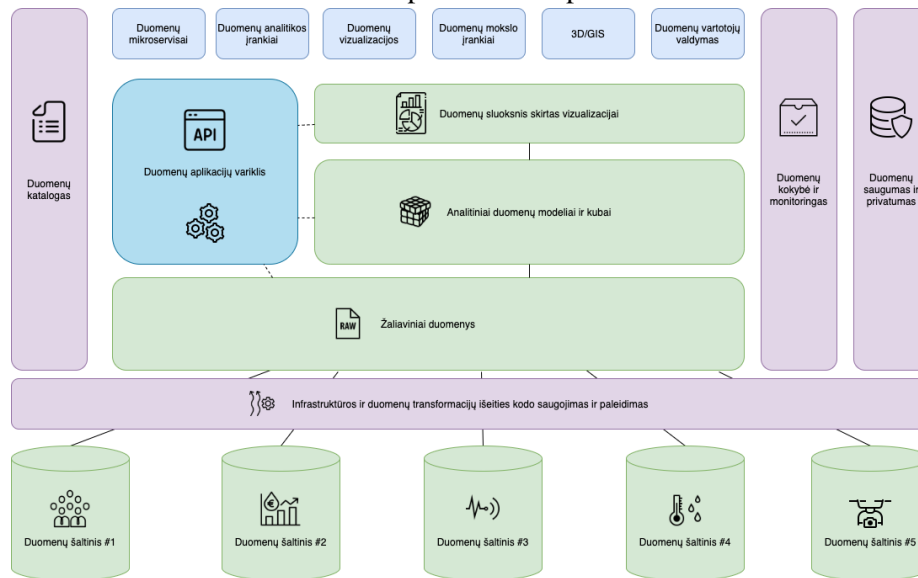 Duomenų
mikroservisai
Duomenų analitikos
įrankiai
Duomenų
vizualizacijos
Duomenų mokslo
įrankiai
3D/GIS
Duomenų vartotojų
valdymas
Duomenų
katalogas
API
Duomenų aplikacijų variklis
Duomenų sluoksnis skirtas vizualizacijai
Analitiniai duomenų modeliai ir kubai
RAW
Žaliaviniai duomenys
Duomenų
kokybė ir
monitoringas
Duomenų
saugumas ir
privatumas
Infrastruktūros ir duomenų transformacijų išeities kodo saugojimas ir paleidimas
Duomenų šaltinis #1
Duomenų šaltinis #2
Duomenų šaltinis #3
Duomenų šaltinis #4
Duomenų šaltinis #5